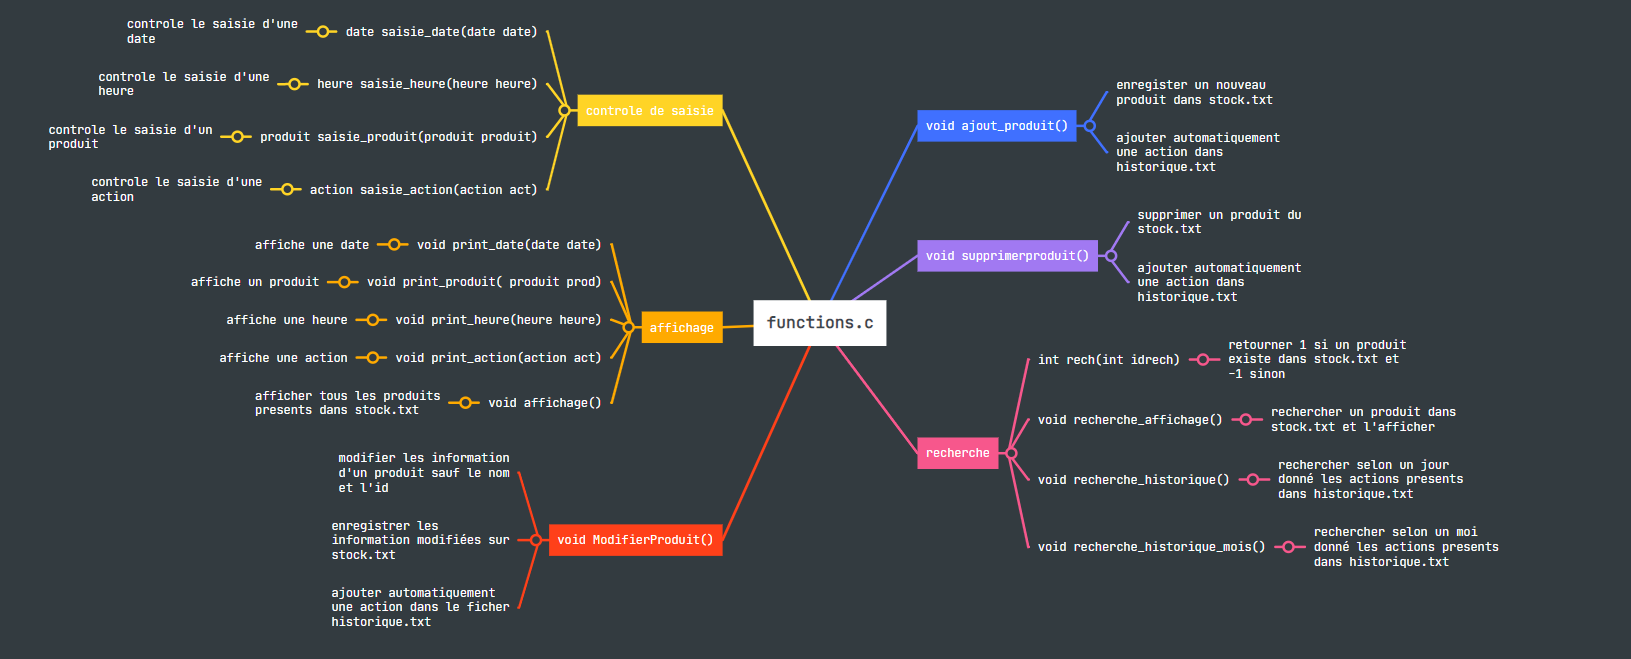 controle le saisie d'une
date
date saisie_date(date date)
controle le saisie d'une
heure
heure saisie_heure(heure heure)
controle le saisie d'un
produit
produit saisie_produit(produit produit)
controle le saisie d'une
action
action saisie_action(action act)
controle de saisie
affiche une date
void print_date(date date)
affiche un produit
void print_produit( produit prod)
affiche une heure
void print_heure(heure heure)
affiche une action
void print_action(action act)
afficher tous les produits
presents dans stock.txt
void affichage()
affichage
modifier les information
d'un produit sauf le nom
et l'id
enregistrer les
information modifiées sur
stock.txt
ajouter automatiquement
une action dans le ficher
historique.txt
void ModifierProduit()
functions.c
void ajout_produit()
enregister un nouveau
produit dans stock.txt
ajouter automatiquement
une action dans
historique.txt
void supprimerproduit()
supprimer un produit du
stock.txt
ajouter automatiquement
une action dans
historique.txt
recherche
int rech(int idrech)
retourner 1 si un produit
existe dans stock.txt et
-1 sinon
void recherche_affichage()
rechercher un produit dans
stock.txt et l'afficher
void recherche_historique()
rechercher selon un jour
donné les actions presents
dans historique.txt
void recherche_historique_mois()
rechercher selon un moi
donné les actions presents
dans historique.txt